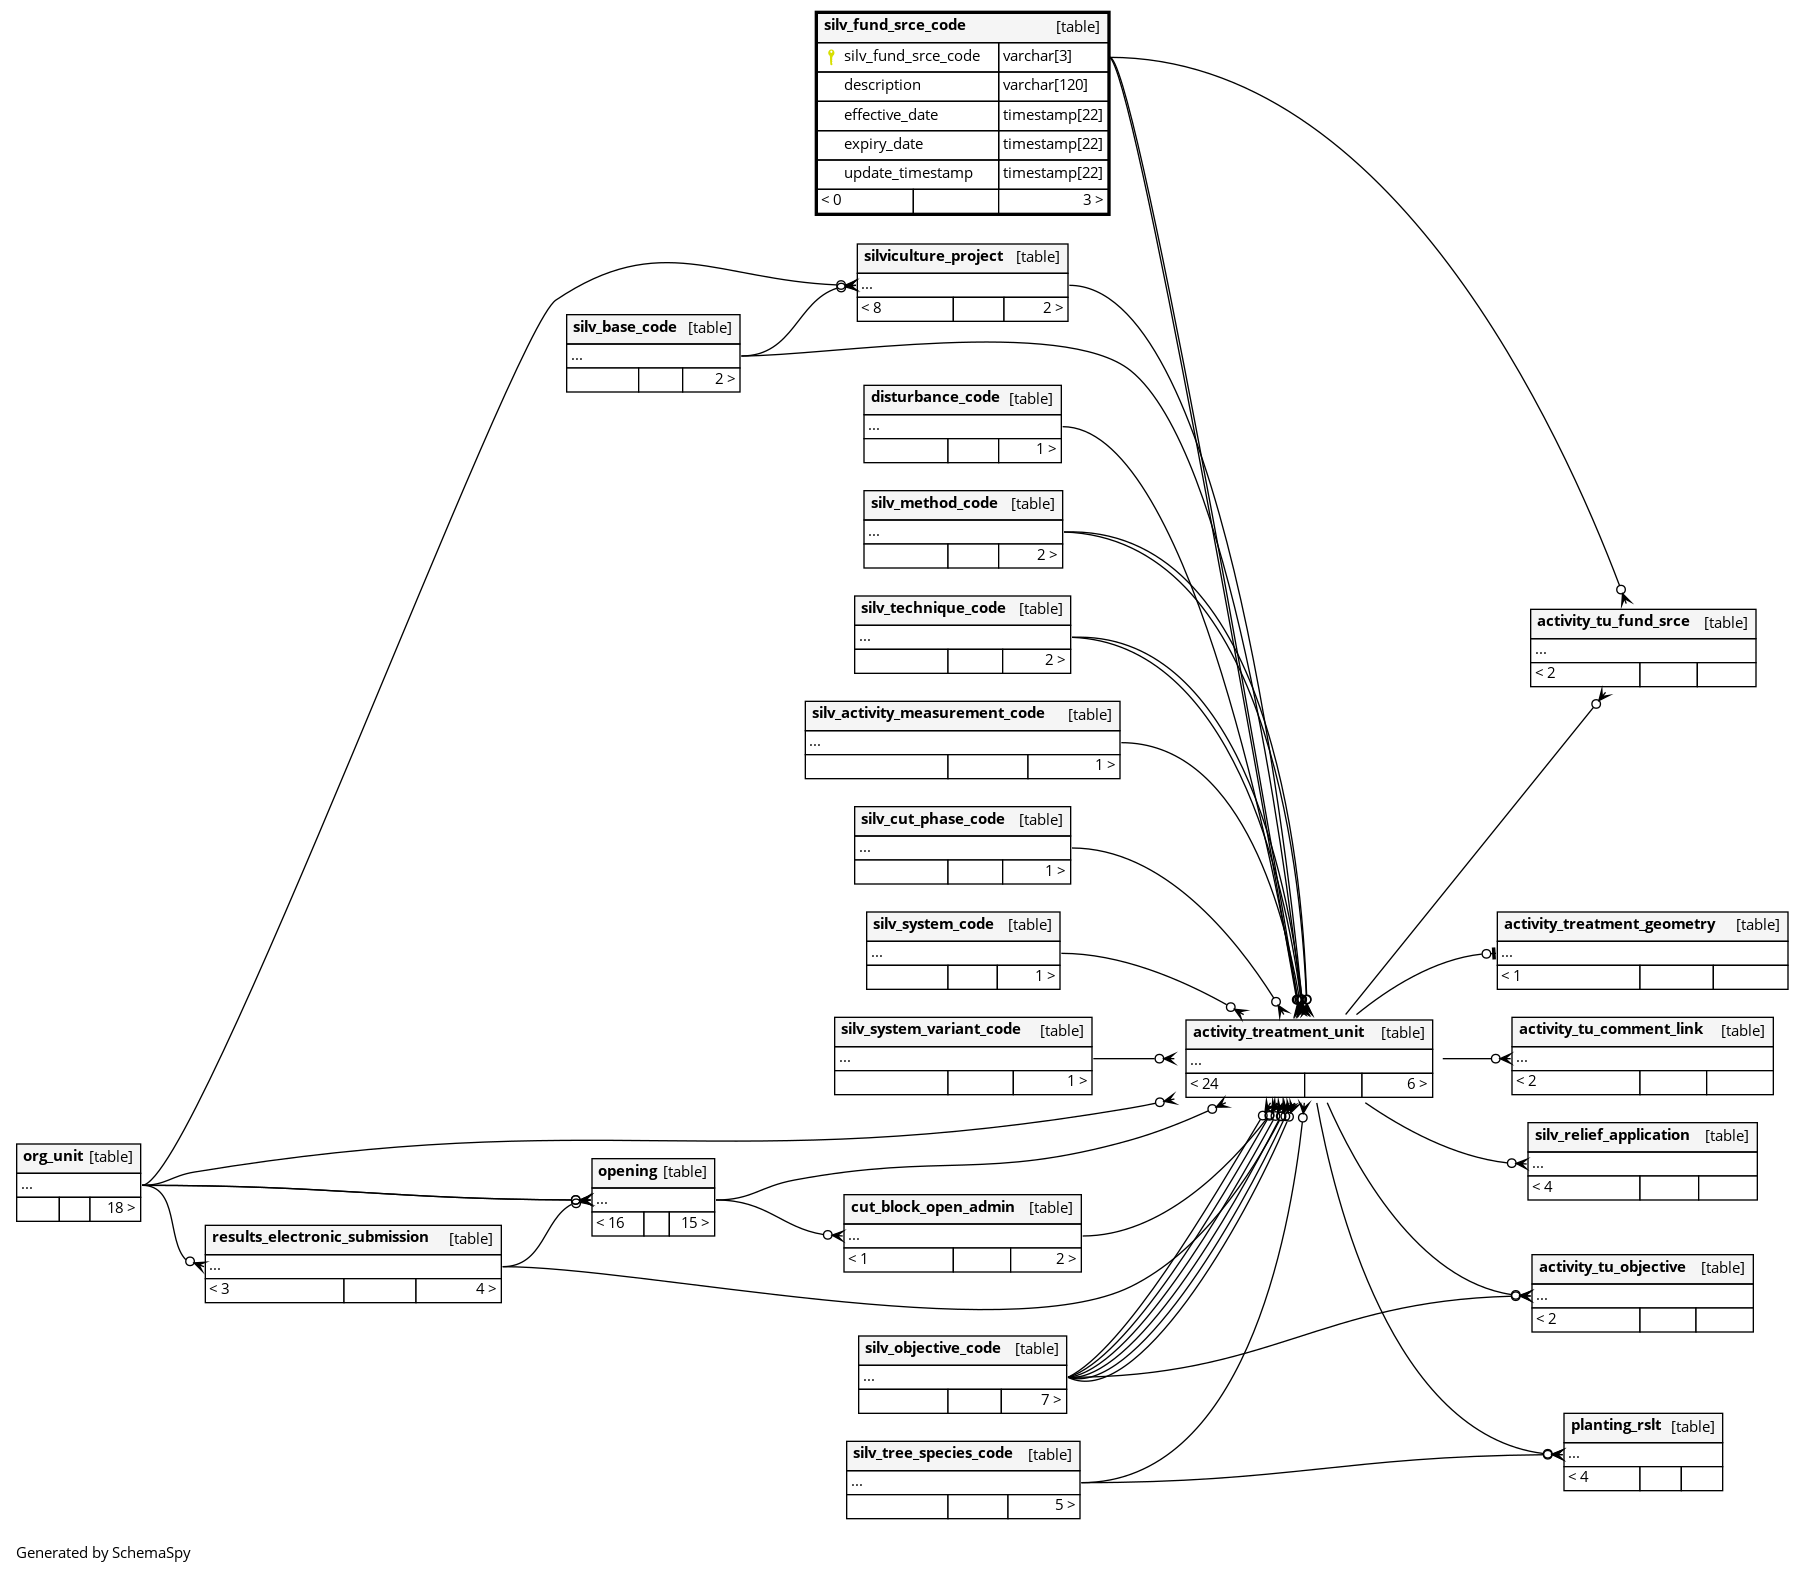 silv_fund_srce_code [table]
silv_fund_srce_code varchar[3]
description varchar[120]
effective_date timestamp[22]
expiry_date timestamp[22]
update_timestamp timestamp[22]
< 0 3 >
silviculture_project [table]
...
< 8 2 >
silv_base_code [table]
...
2 >
disturbance_code [table]
...
1 >
silv_method_code [table]
...
2 >
silv_technique_code [table]
...
2 >
activity_tu_fund_srce [table]
...
< 2
silv_activity_measurement_code [table]
...
1 >
silv_cut_phase_code [table]
...
1 >
silv_system_code [table]
...
1 >
activity_treatment_geometry [table]
...
< 1
silv_system_variant_code [table]
...
1 >
activity_treatment_unit [table]
...
< 24 6 >
activity_tu_comment_link [table]
...
< 2
org_unit [table]
...
18 >
opening [table]
...
< 16 15 >
silv_relief_application [table]
...
< 4
cut_block_open_admin [table]
...
< 1 2 >
results_electronic_submission [table]
...
< 3 4 >
activity_tu_objective [table]
...
< 2
silv_objective_code [table]
...
7 >
planting_rslt [table]
...
< 4
silv_tree_species_code [table]
...
5 >
Generated by SchemaSpy